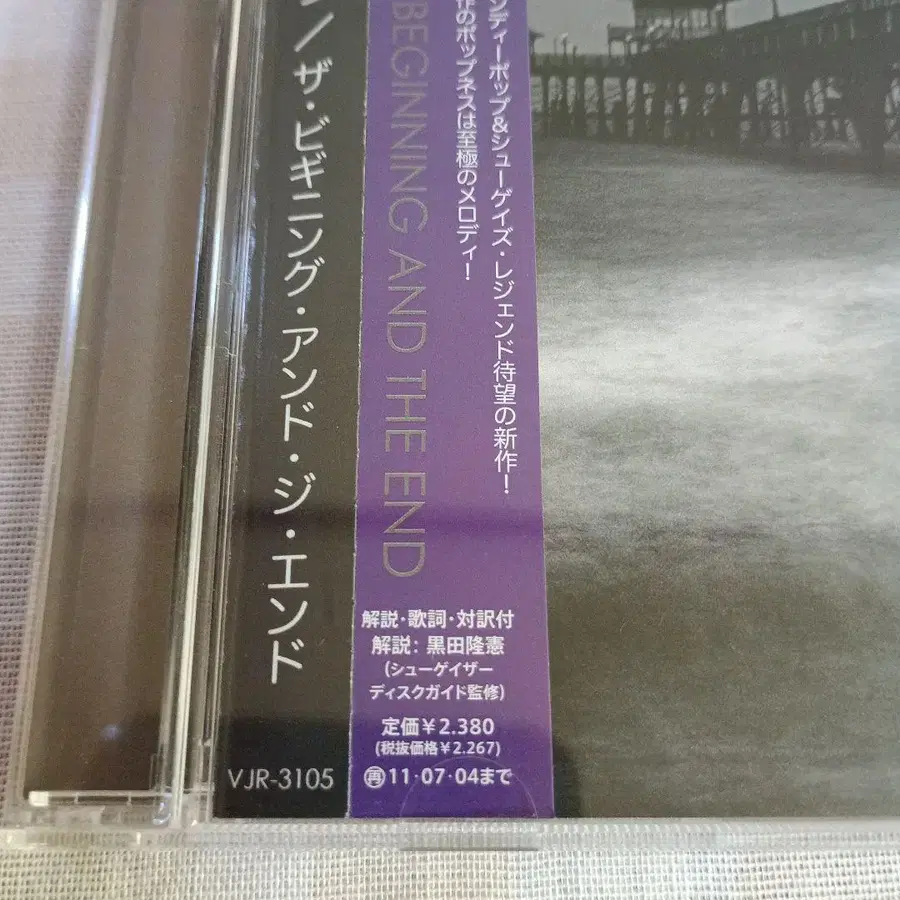 ン/ザ・ビギニング・アンド・ジ・エンド
VJR-3105
BEGINNING AND THE END
ンディーポップ&シューゲイズ・レジェンド待望の新作!
作のポップネスは至極のメロディ!
解説・歌詞・対訳付
解説: 黒田隆憲
(シューゲイザー
ディスクガイド監修)
定価¥2.380
(税抜価格¥2.267)
再11・07・04まで